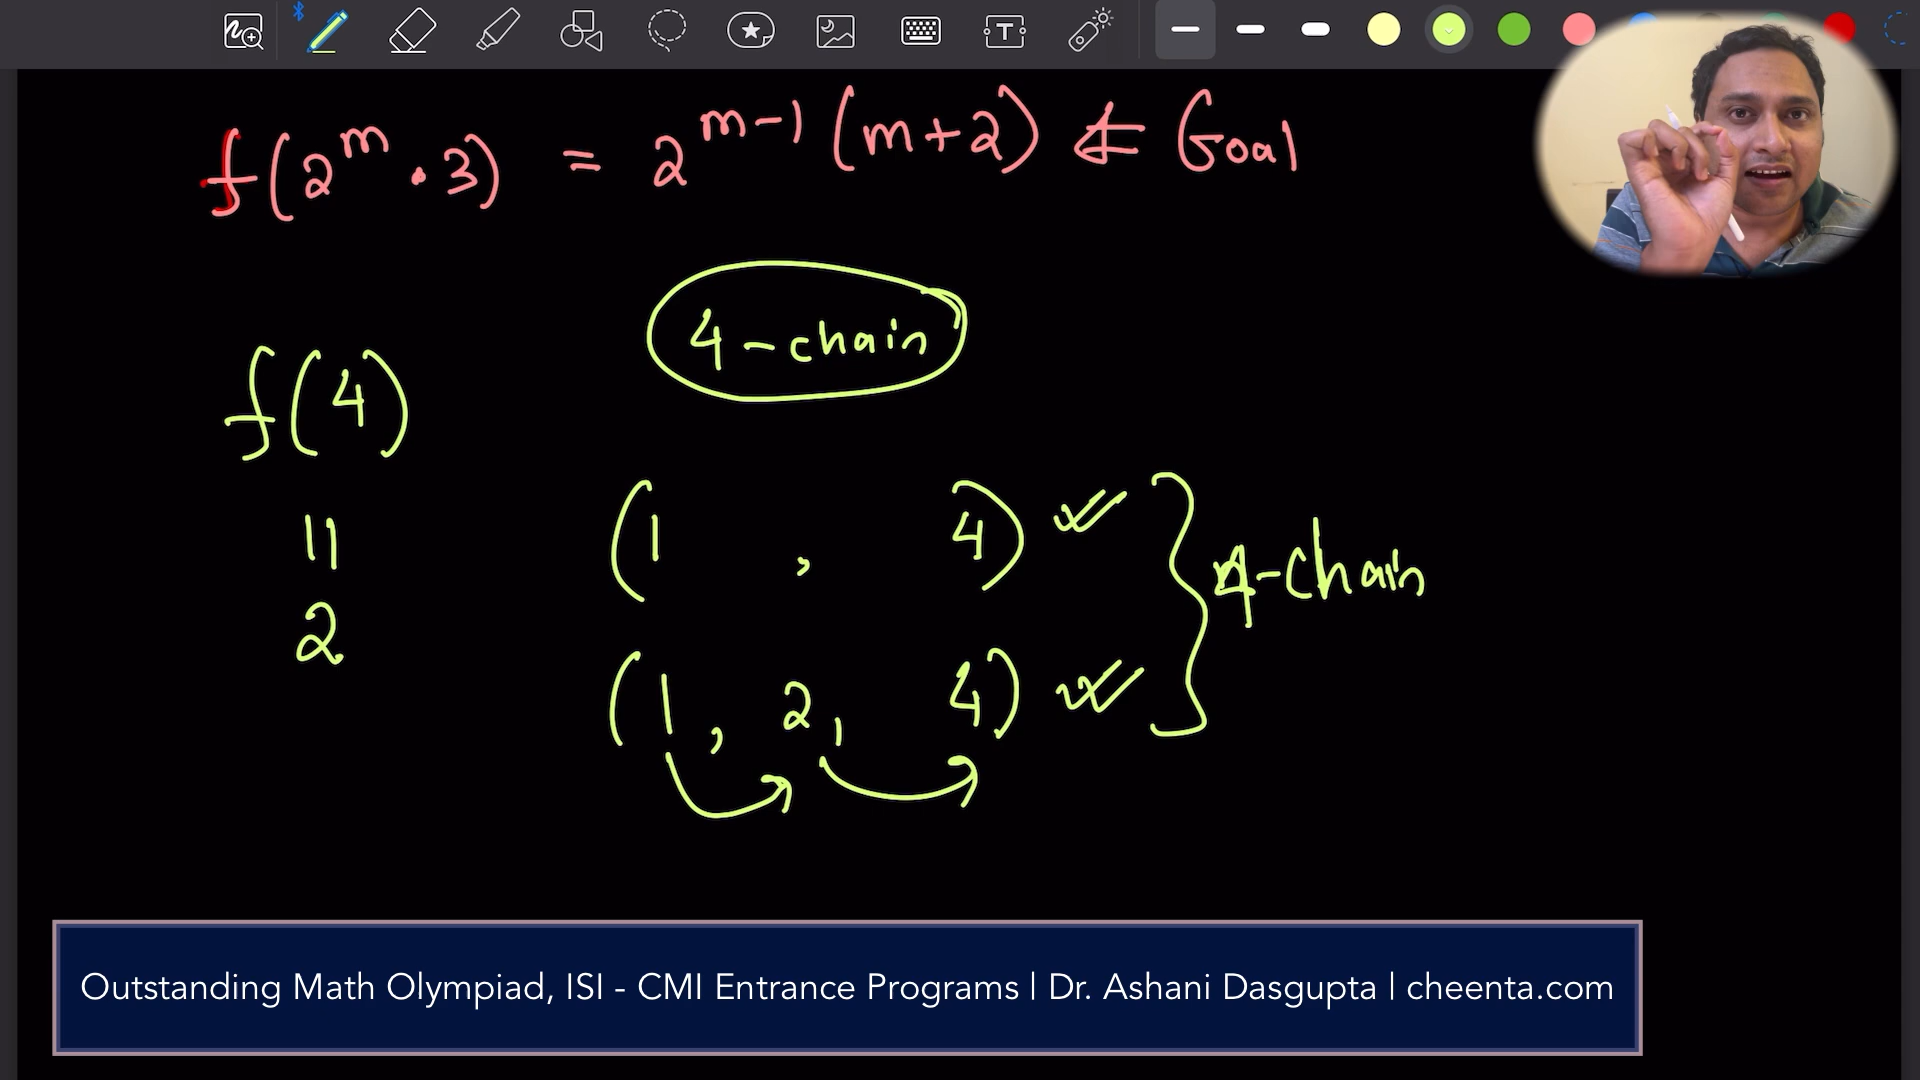 f(2^m · 3) = 2^{m-1} (m+2) ⇐ Goal
4-chain
f(4)
(1 , 4) ✓
4-chain
11
2
(1, 2, 4) ✓
Outstanding Math Olympiad, ISI - CMI Entrance Programs | Dr. Ashani Dasgupta | cheenta.com